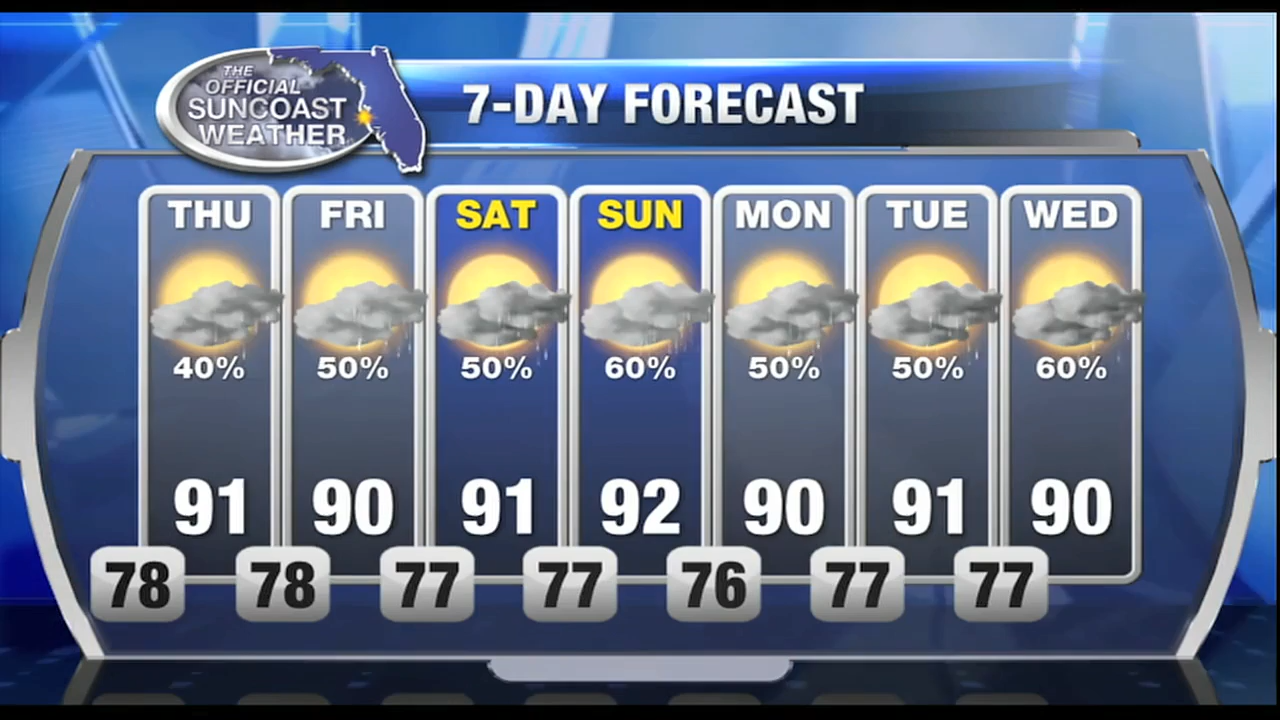 THE
OFFICIAL
SUNCOAST
WEATHER
7-DAY FORECAST
THU FRI SAT SUN MON TUE WED
40% 50% 50% 60% 50% 50% 60%
91 90 91 92 90 91 90
78 78 77 77 76 77 77